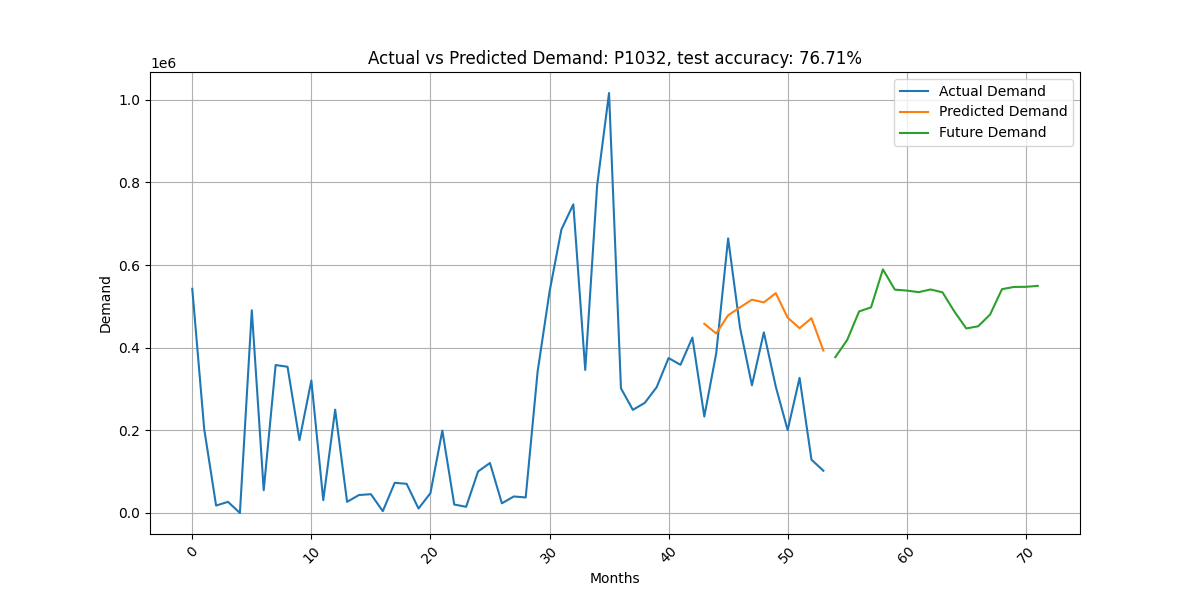 Actual vs Predicted Demand: P1032, test accuracy: 76.71%
1e6
Actual Demand
Predicted Demand
Future Demand
1.0
0.8
0.6
0.4
0.2
0.0
Demand
0 10 20 30 40 50 60 70
Months